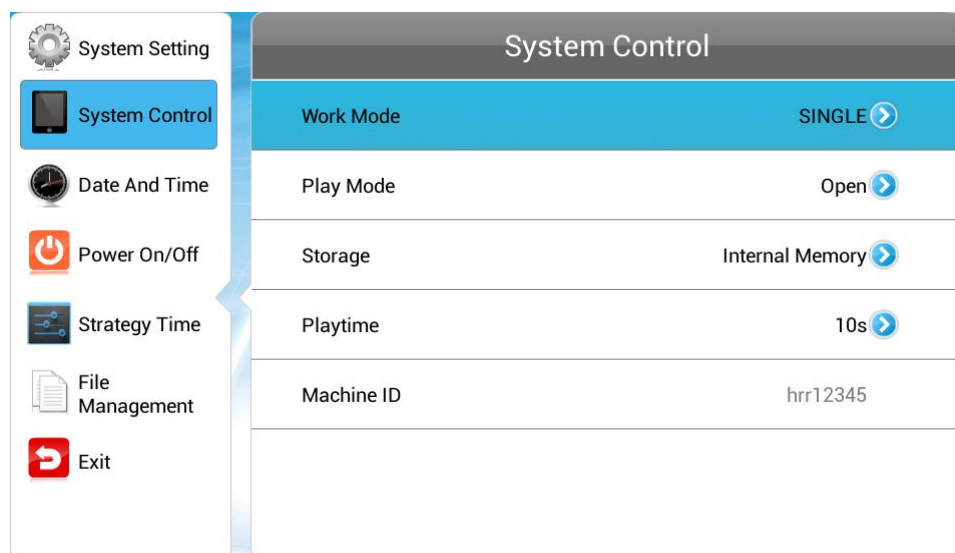 System Setting
System Control
Date And Time
Power On/Off
Strategy Time
File
Management
Exit
System Control
Work Mode SINGLE
Play Mode Open
Storage Internal Memory
Playtime 10s
Machine ID hrr12345